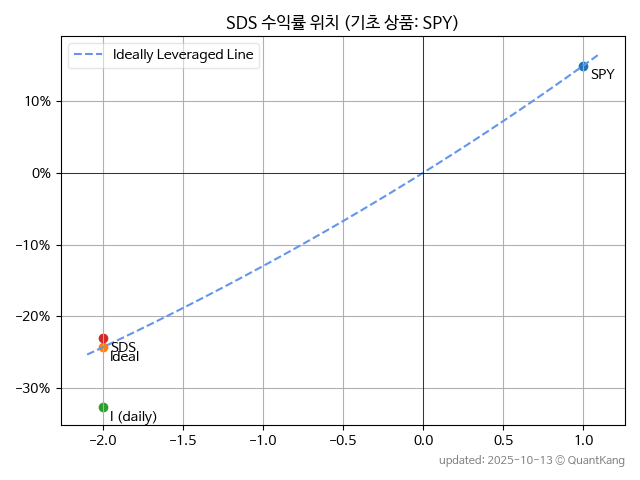 SDS 수익률 위치 (기초 상품: SPY)
Ideally Leveraged Line
SPY
10%
0%
-10%
-20%
-30%
SDS
Ideal
I (daily)
-2.0 -1.5 -1.0 -0.5 0.0 0.5 1.0
updated: 2025-10-13 © QuantKang